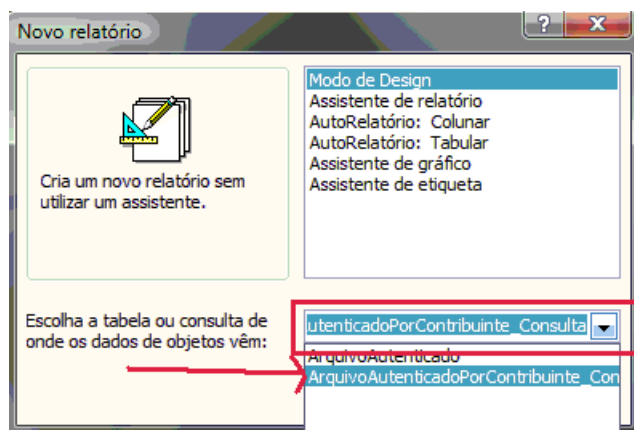 Novo relatório
?
X
Modo de Design
Assistente de relatório
AutoRelatório: Colunar
AutoRelatório: Tabular
Assistente de gráfico
Assistente de etiqueta
Cria um novo relatório sem
utilizar um assistente.
Escolha a tabela ou consulta de
onde os dados de objetos vêm:
utenticadoPorContribuinte_Consulta
ArquivoAutenticado
ArquivoAutenticadoPorContribuinte_Con